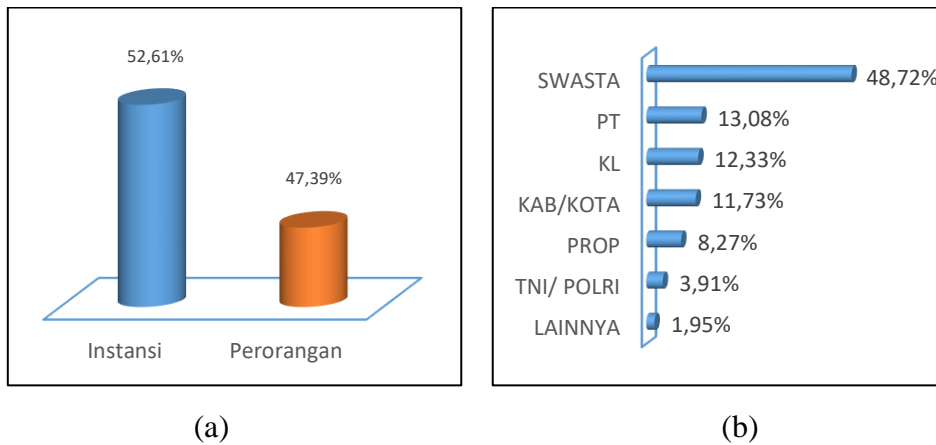 52,61%
47,39%
Instansi Perorangan
(a)
SWASTA 48,72%
PT 13,08%
KL 12,33%
KAB/KOTA 11,73%
PROP 8,27%
TNI/ POLRI 3,91%
LAINNYA 1,95%
(b)